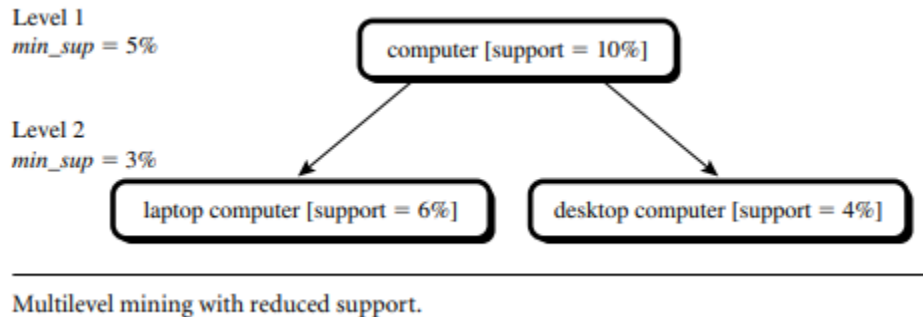 Level 1
min_sup = 5%
computer [support = 10%]
Level 2
min_sup = 3%
laptop computer [support = 6%]
desktop computer [support = 4%]
Multilevel mining with reduced support.